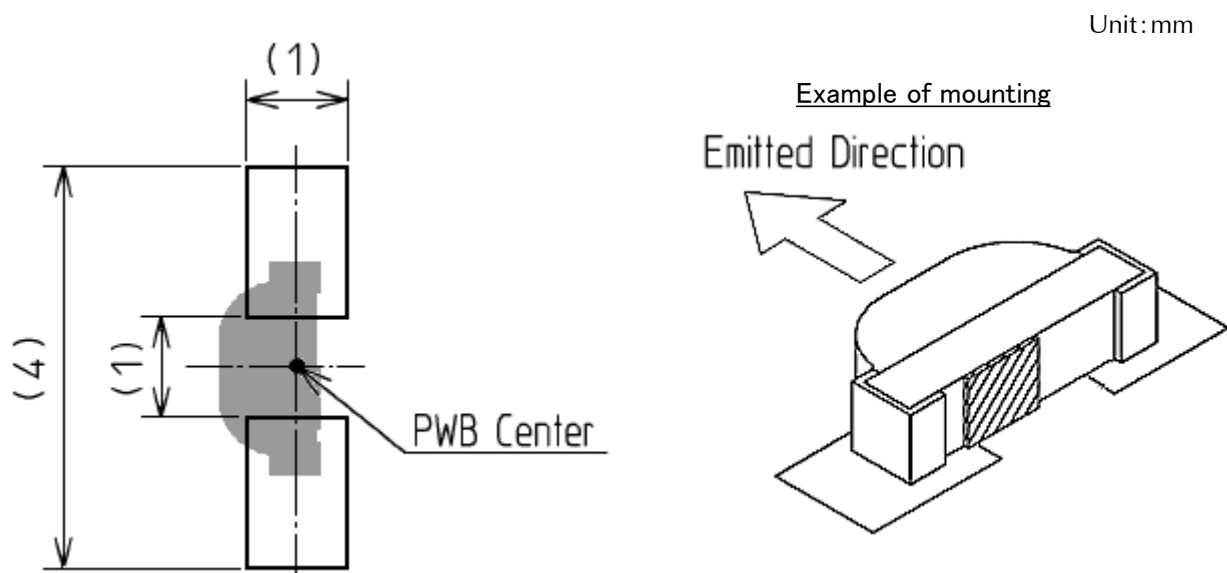 Unit:mm
(1)
Example of mounting
Emitted Direction
(4)
(1)
PWB Center